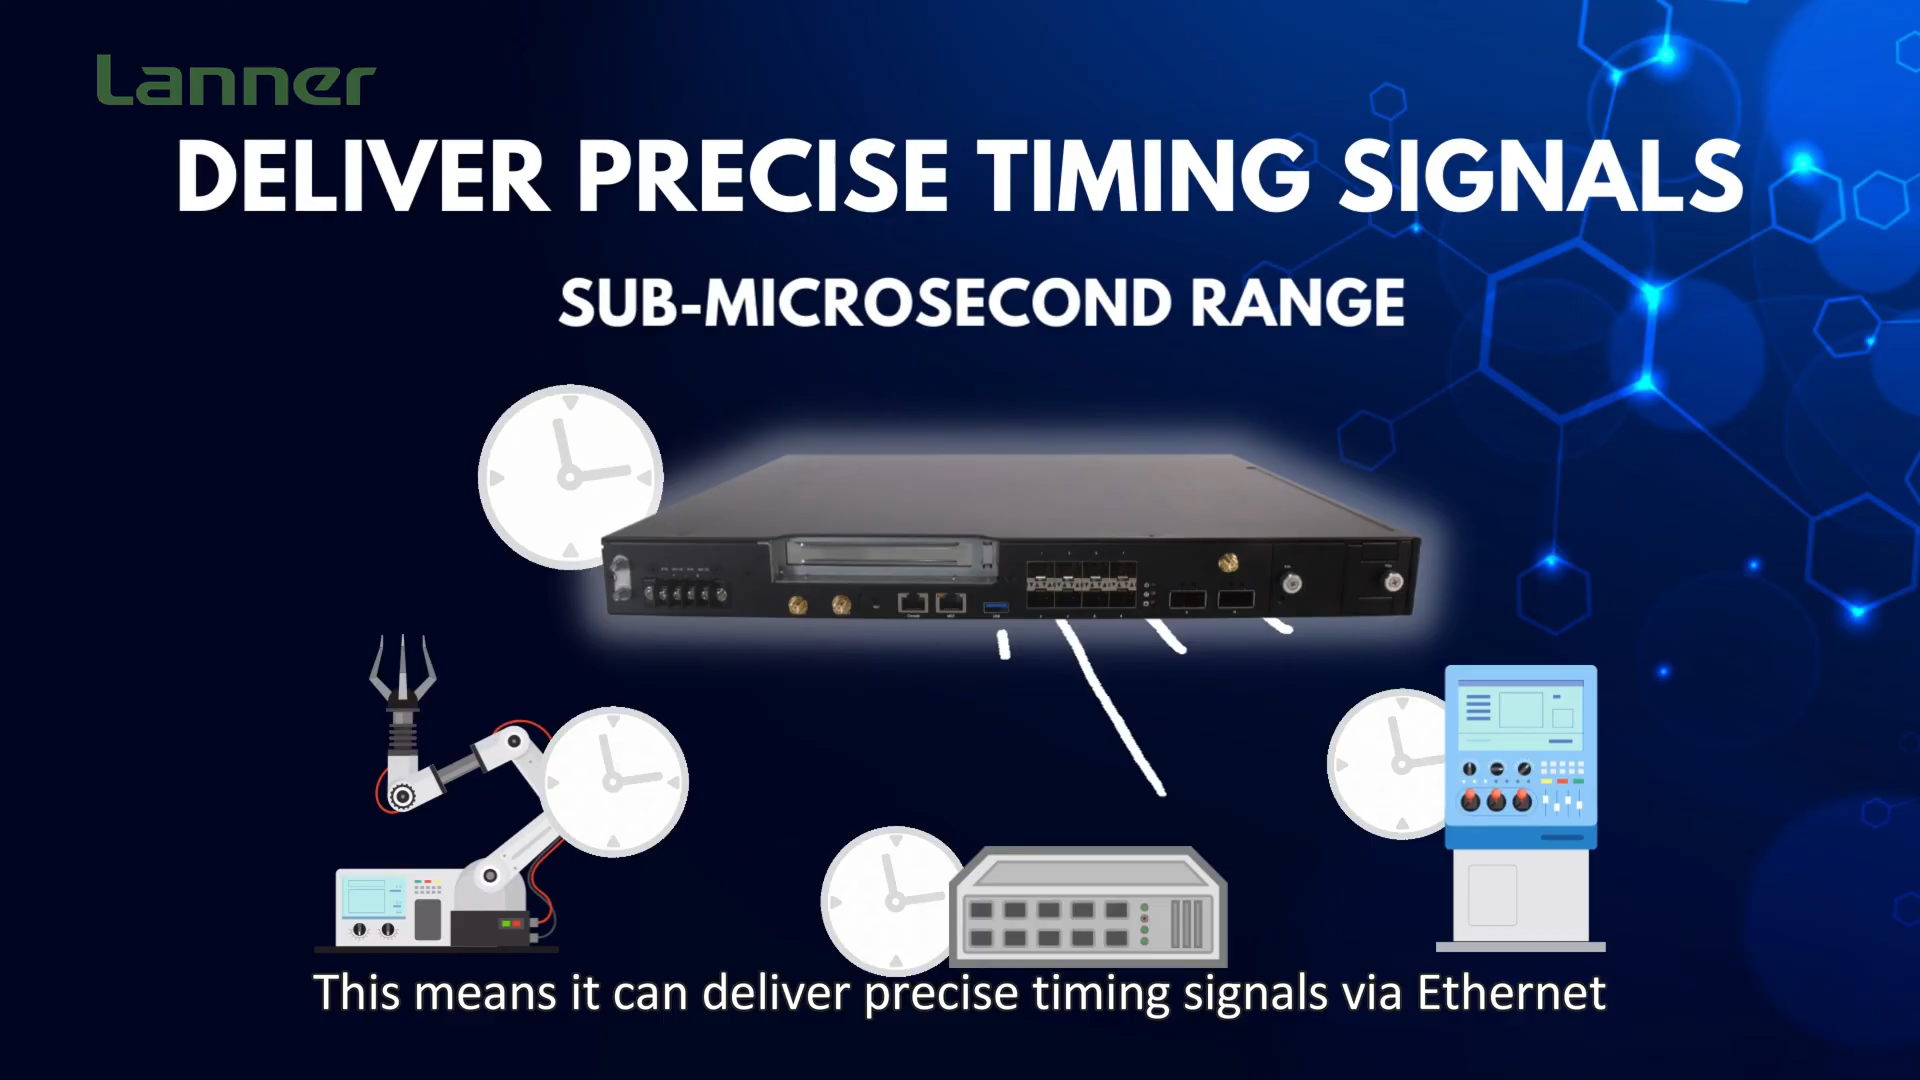 Lanner
DELIVER PRECISE TIMING SIGNALS
SUB-MICROSECOND RANGE
This means it can deliver precise timing signals via Ethernet